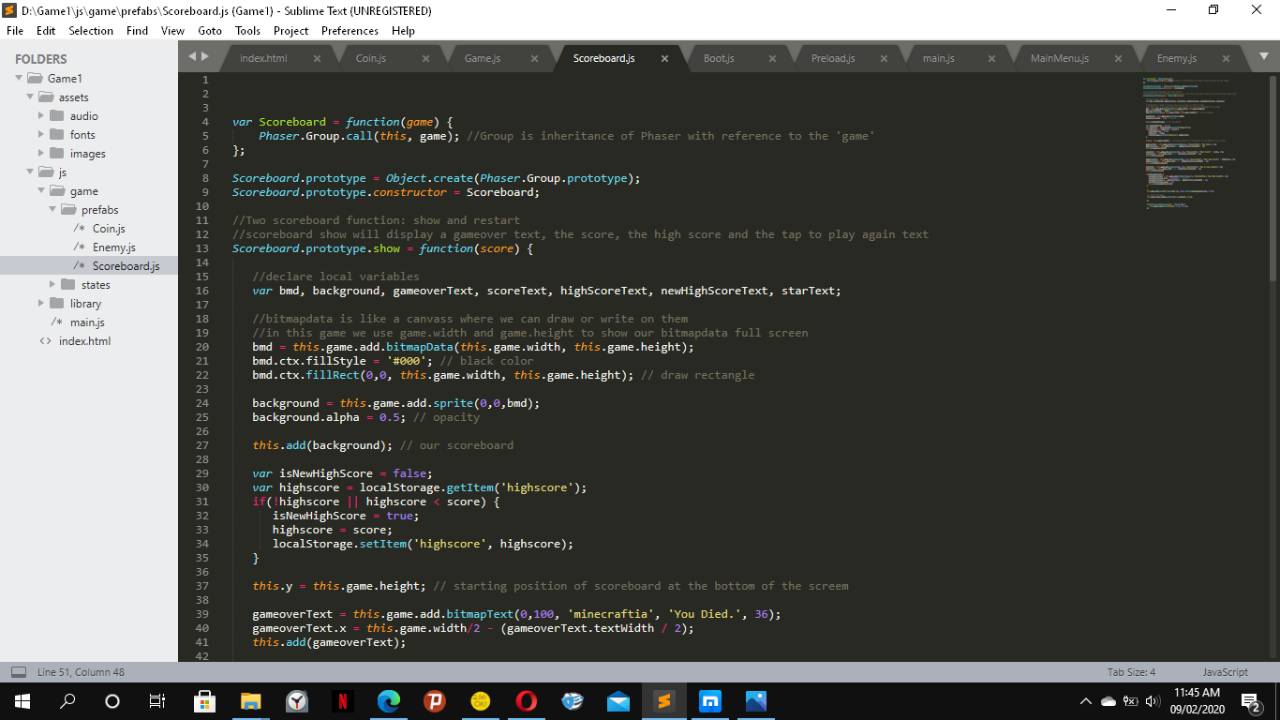 D:\Game1\js\game\prefabs\Scoreboard.js (Game1) - Sublime Text (UNREGISTERED)
File Edit Selection Find View Goto Tools Project Preferences Help
FOLDERS
Game1
assets
audio
fonts
images
js
game
prefabs
/* Coin.js
/* Enemy.js
/* Scoreboard.js
states
library
/* main.js
<> index.html
index.html Coin.js Game.js Scoreboard.js Boot.js Preload.js main.js MainMenu.js Enemy.js
1
2
3
4 var Scoreboard = function(game) {
5 Phaser.Group.call(this, game); //Group is inheritance of Phaser with reference to the 'game'
6 };
7
8 Scoreboard.prototype = Object.create(Phaser.Group.prototype);
9 Scoreboard.prototype.constructor = Scoreboard;
10
11 //Two scoreboard function: show and restart
12 //scoreboard show will display a gameover text, the score, the high score and the tap to play again text
13 Scoreboard.prototype.show = function(score) {
14
15 //declare local variables
16 var bmd, background, gameoverText, scoreText, highScoreText, newHighScoreText, starText;
17
18 //bitmapdata is like a canvass where we can draw or write on them
19 //in this game we use game.width and game.height to show our bitmapdata full screen
20 bmd = this.game.add.bitmapData(this.game.width, this.game.height);
21 bmd.ctx.fillStyle = '#000'; // black color
22 bmd.ctx.fillRect(0,0, this.game.width, this.game.height); // draw rectangle
23
24 background = this.game.add.sprite(0,0,bmd);
25 background.alpha = 0.5; // opacity
26
27 this.add(background); // our scoreboard
28
29 var isNewHighScore = false;
30 var highscore = localStorage.getItem('highscore');
31 if(!highscore || highscore < score) {
32 isNewHighScore = true;
33 highscore = score;
34 localStorage.setItem('highscore', highscore);
35 }
36
37 this.y = this.game.height; // starting position of scoreboard at the bottom of the screem
38
39 gameoverText = this.game.add.bitmapText(0,100, 'minecraftia', 'You Died.', 36);
40 gameoverText.x = this.game.width/2 - (gameoverText.textWidth / 2);
41 this.add(gameoverText);
42
Line 51, Column 48 Tab Size: 4 JavaScript
11:45 AM
09/02/2020
2